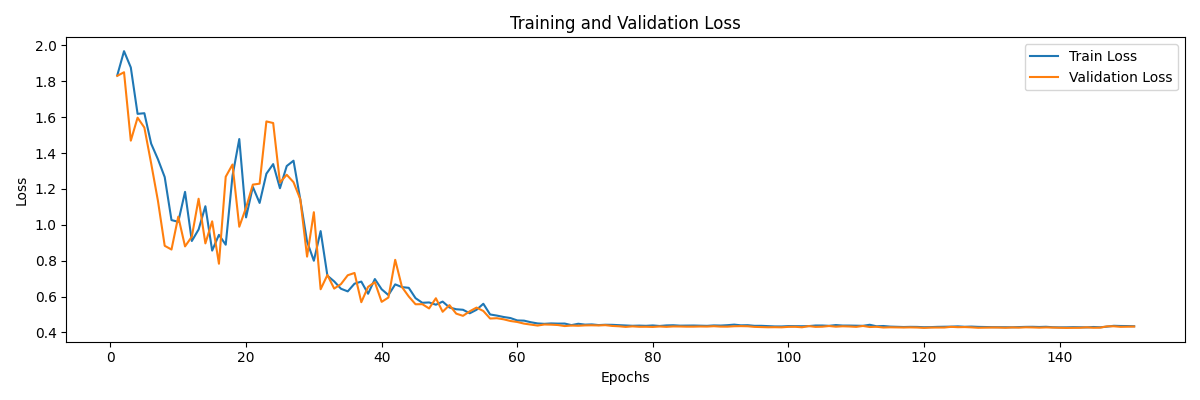 Training and Validation Loss
Train Loss
Validation Loss
2.0
1.8
1.6
1.4
1.2
1.0
0.8
0.6
0.4
Loss
0 20 40 60 80 100 120 140
Epochs